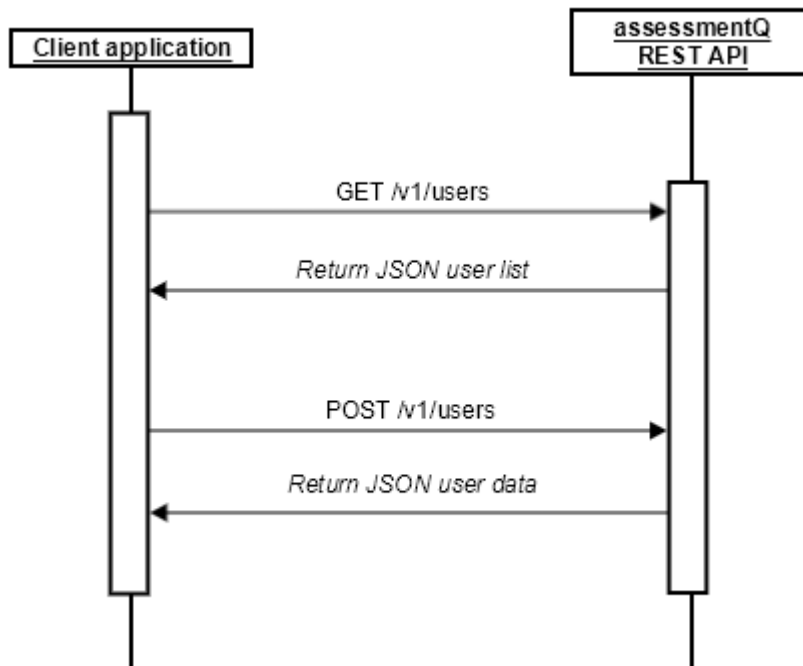 Client application
assessmentQ
REST API
GET /v1/users
Return JSON user list
POST /v1/users
Return JSON user data